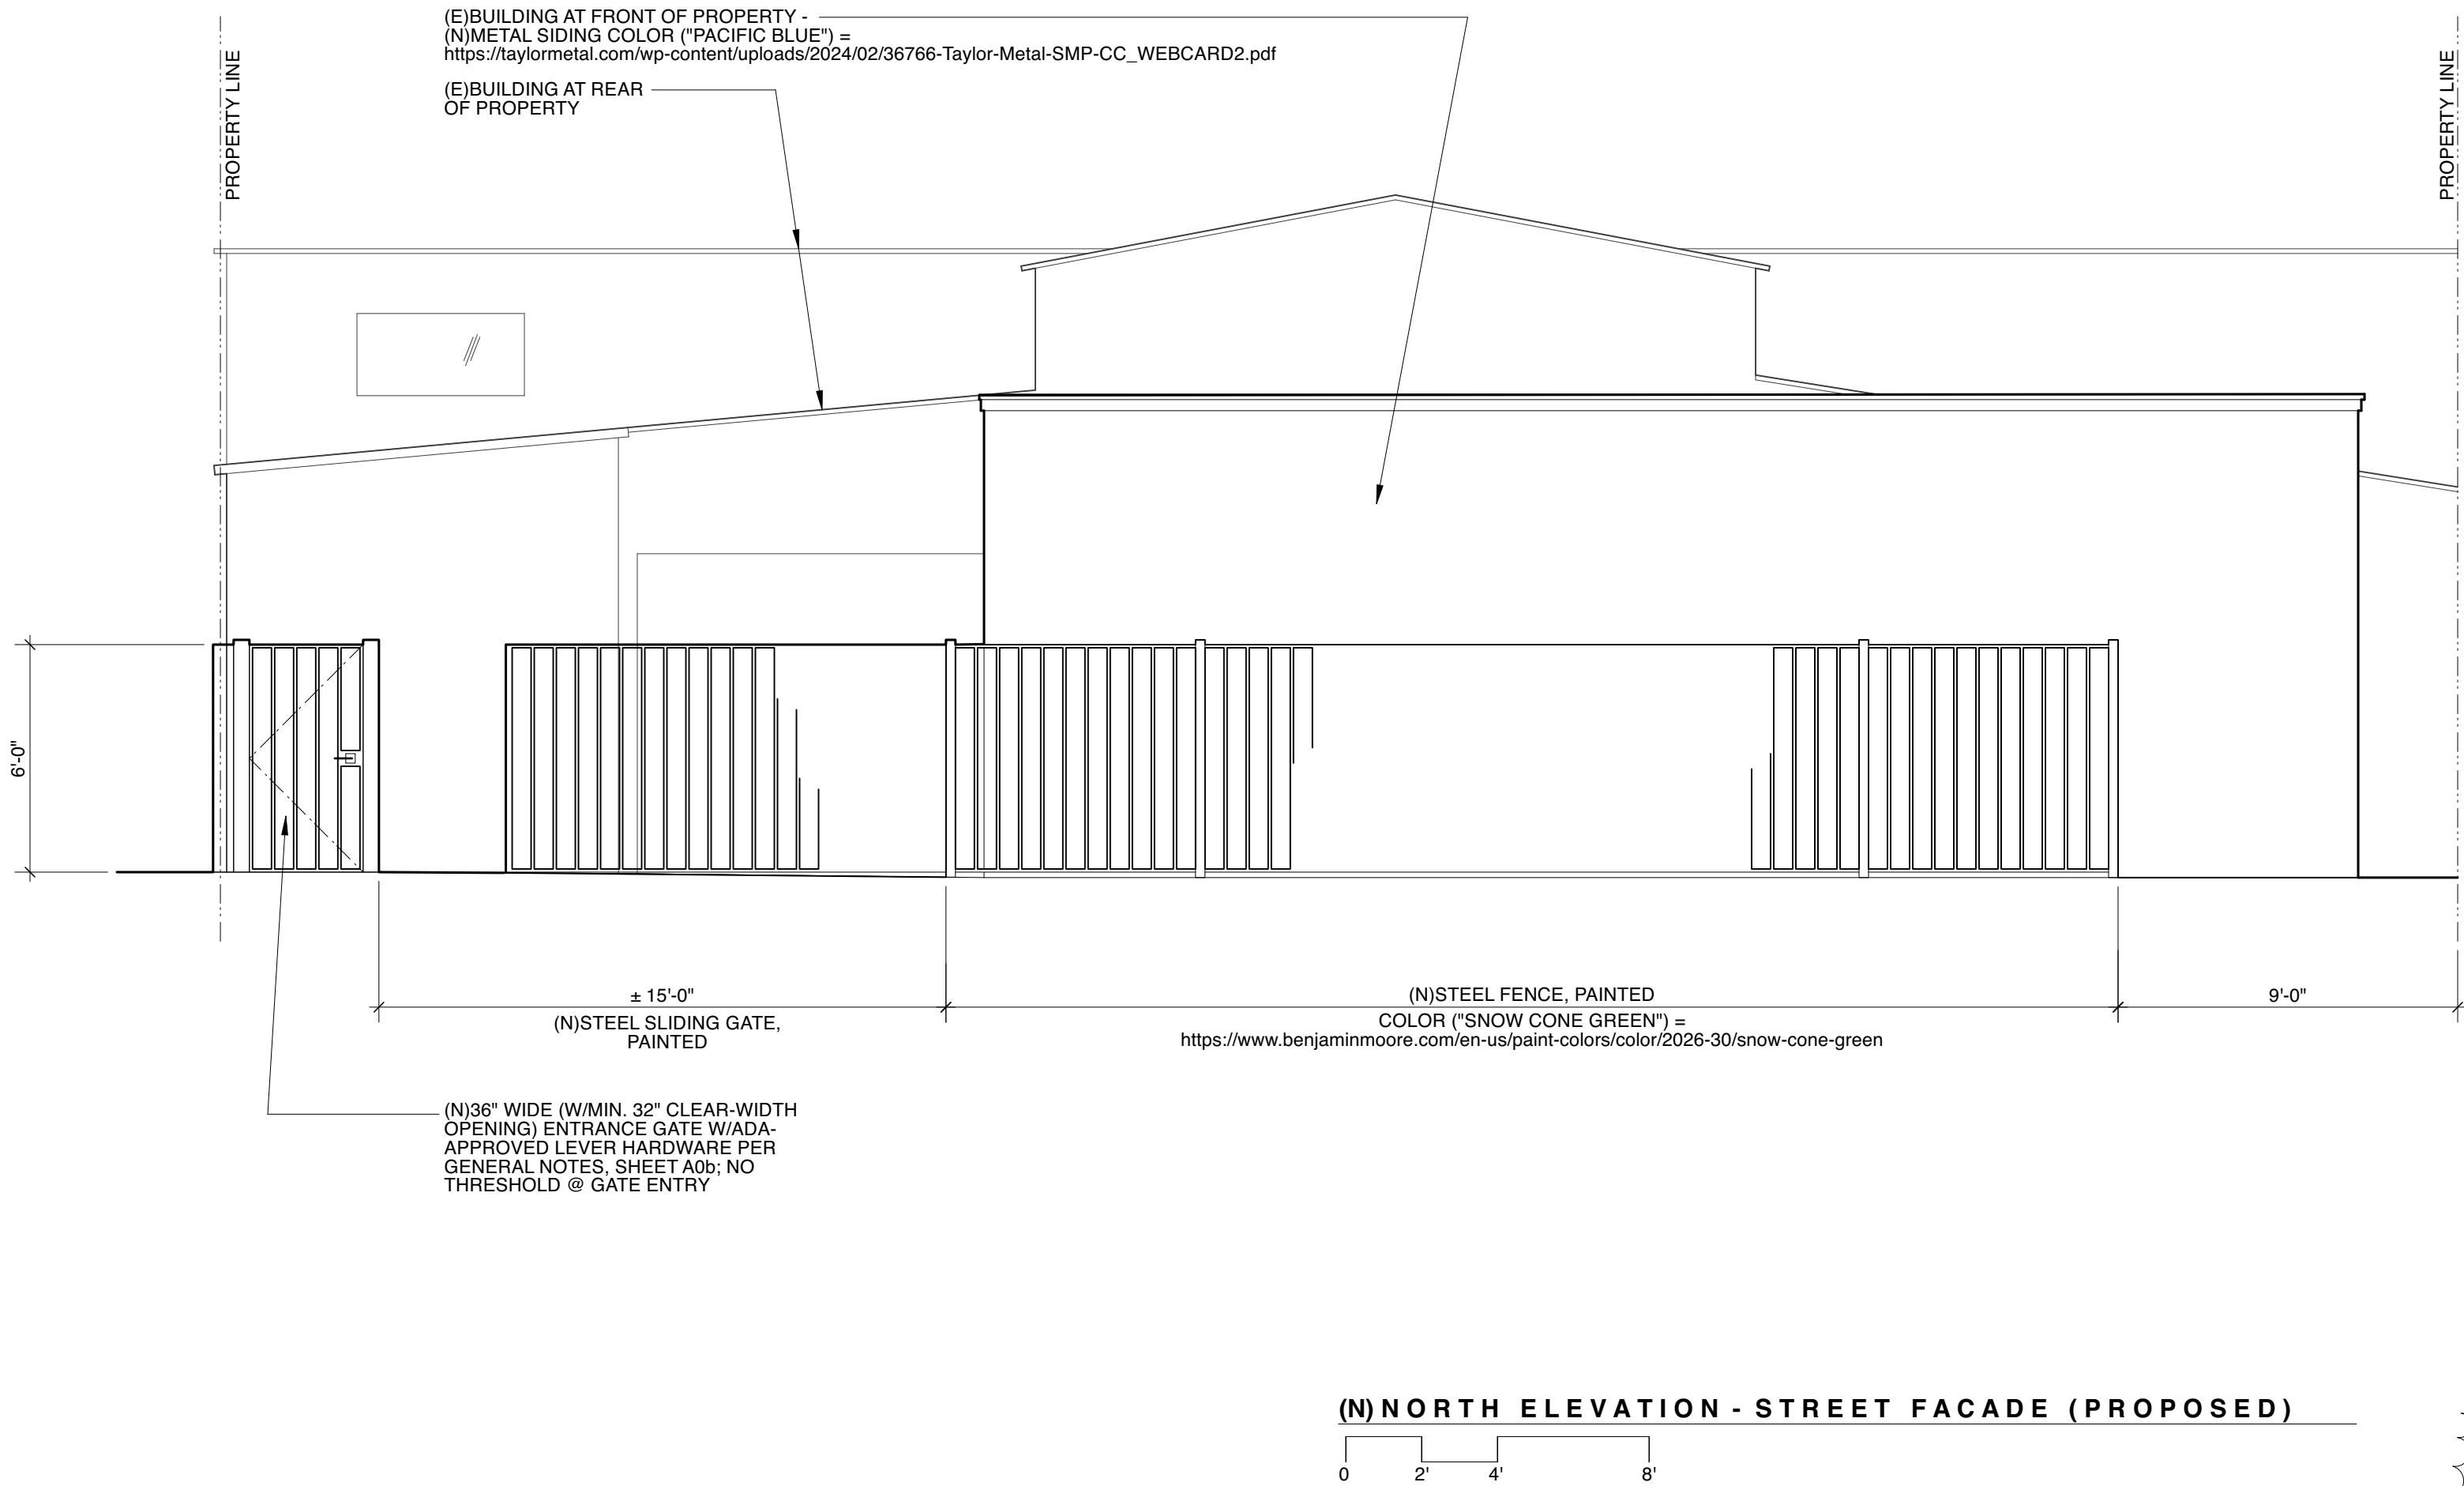 (E)BUILDING AT FRONT OF PROPERTY -
(N)METAL SIDING COLOR ("PACIFIC BLUE") =
https://taylormetal.com/wp-content/uploads/2024/02/36766-Taylor-Metal-SMP-CC_WEBCARD2.pdf
(E)BUILDING AT REAR
OF PROPERTY
PROPERTY LINE
PROPERTY LINE
6'-0"
± 15'-0"
(N)STEEL SLIDING GATE,
PAINTED
(N)STEEL FENCE, PAINTED
COLOR ("SNOW CONE GREEN") =
https://www.benjaminmoore.com/en-us/paint-colors/color/2026-30/snow-cone-green
9'-0"
(N)36" WIDE (W/MIN. 32" CLEAR-WIDTH
OPENING) ENTRANCE GATE W/ADA-
APPROVED LEVER HARDWARE PER
GENERAL NOTES, SHEET A0b; NO
THRESHOLD @ GATE ENTRY
(N) NORTH ELEVATION - STREET FACADE (PROPOSED)
0 2' 4' 8'